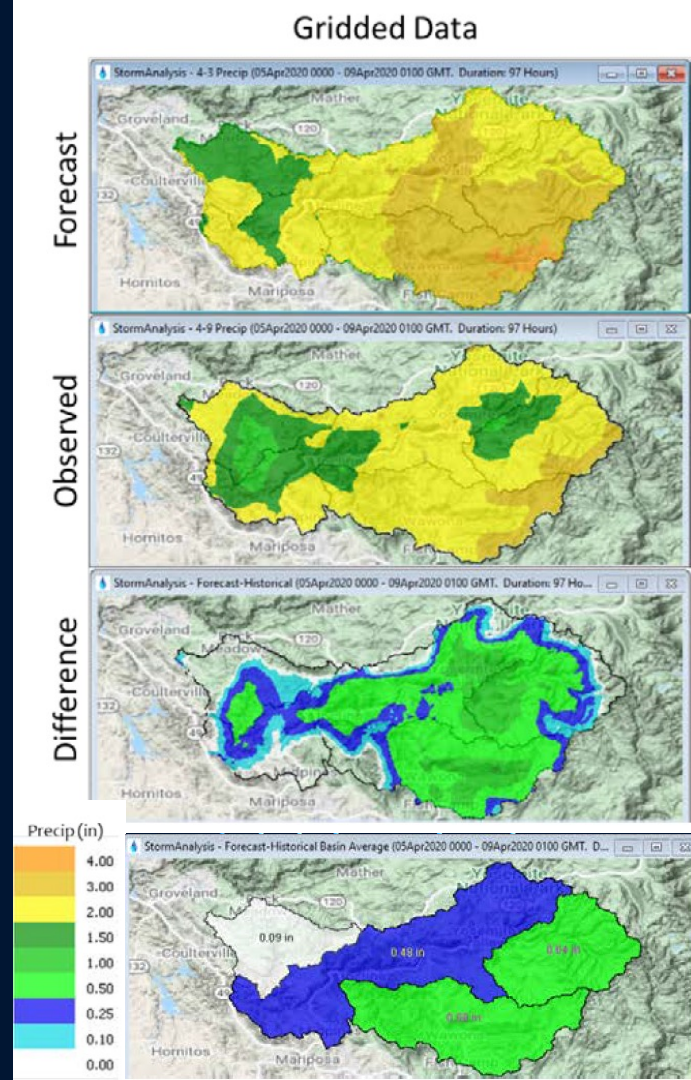 Gridded Data
Forecast
StormAnalysis - 4-3 Precip (05Apr2020 0000 - 09Apr2020 0100 GMT. Duration: 97 Hours)
Mather
Groveland
120
Coulterville
132
Hornitos
Mariposa
Observed
StormAnalysis - 4-9 Precip (05Apr2020 0000 - 09Apr2020 0100 GMT. Duration: 97 Hours)
Mather
Groveland
120
Coulterville
132
Hornitos
Mariposa
Difference
StormAnalysis - Forecast-Historical (05Apr2020 0000 - 09Apr2020 0100 GMT. Duration: 97 Ho...
Mather
Groveland
120
Coulterville
132
Hornitos
Mariposa
Precip (in)
4.00
3.00
2.00
1.50
1.00
0.50
0.25
0.10
0.00
StormAnalysis - Forecast-Historical Basin Average (05Apr2020 0000 - 09Apr2020 0100 GMT. D...
Mather
Groveland
120
0.09 in
0.48 in
Coulterville
132
Hornitos
Mariposa